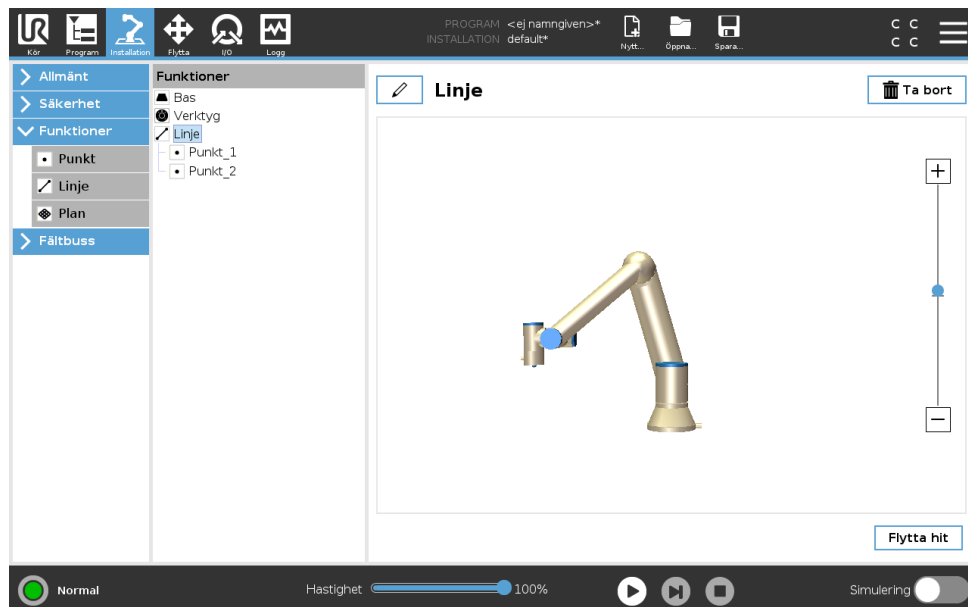 UR
PROGRAM <ej namngiven>*
INSTALLATION default*
Kör Program Installation Flytta I/O Logg
Nytt... Öppna... Spara...
C C
C C
Allmänt
Säkerhet
Funktioner
Punkt
Linje
Plan
Fältbuss
Funktioner
Bas
Verktyg
Linje
Punkt_1
Punkt_2
Linje
Ta bort
Flytta hit
Normal
Hastighet 100%
Simulering